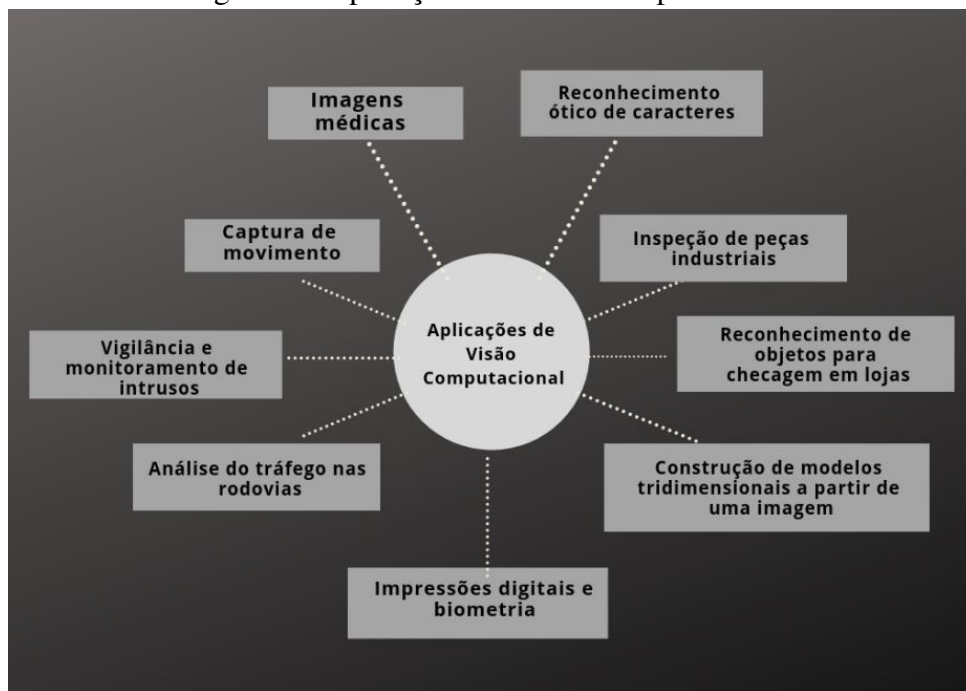 Imagens
médicas
Reconhecimento
ótico de caracteres
Captura de
movimento
Inspeção de peças
industriais
Vigilância e
monitoramento de
intrusos
Aplicações de
Visão
Computacional
Reconhecimento de
objetos para
checagem em lojas
Análise do tráfego nas
rodovias
Construção de modelos
tridimensionais a partir de
uma imagem
Impressões digitais e
biometria